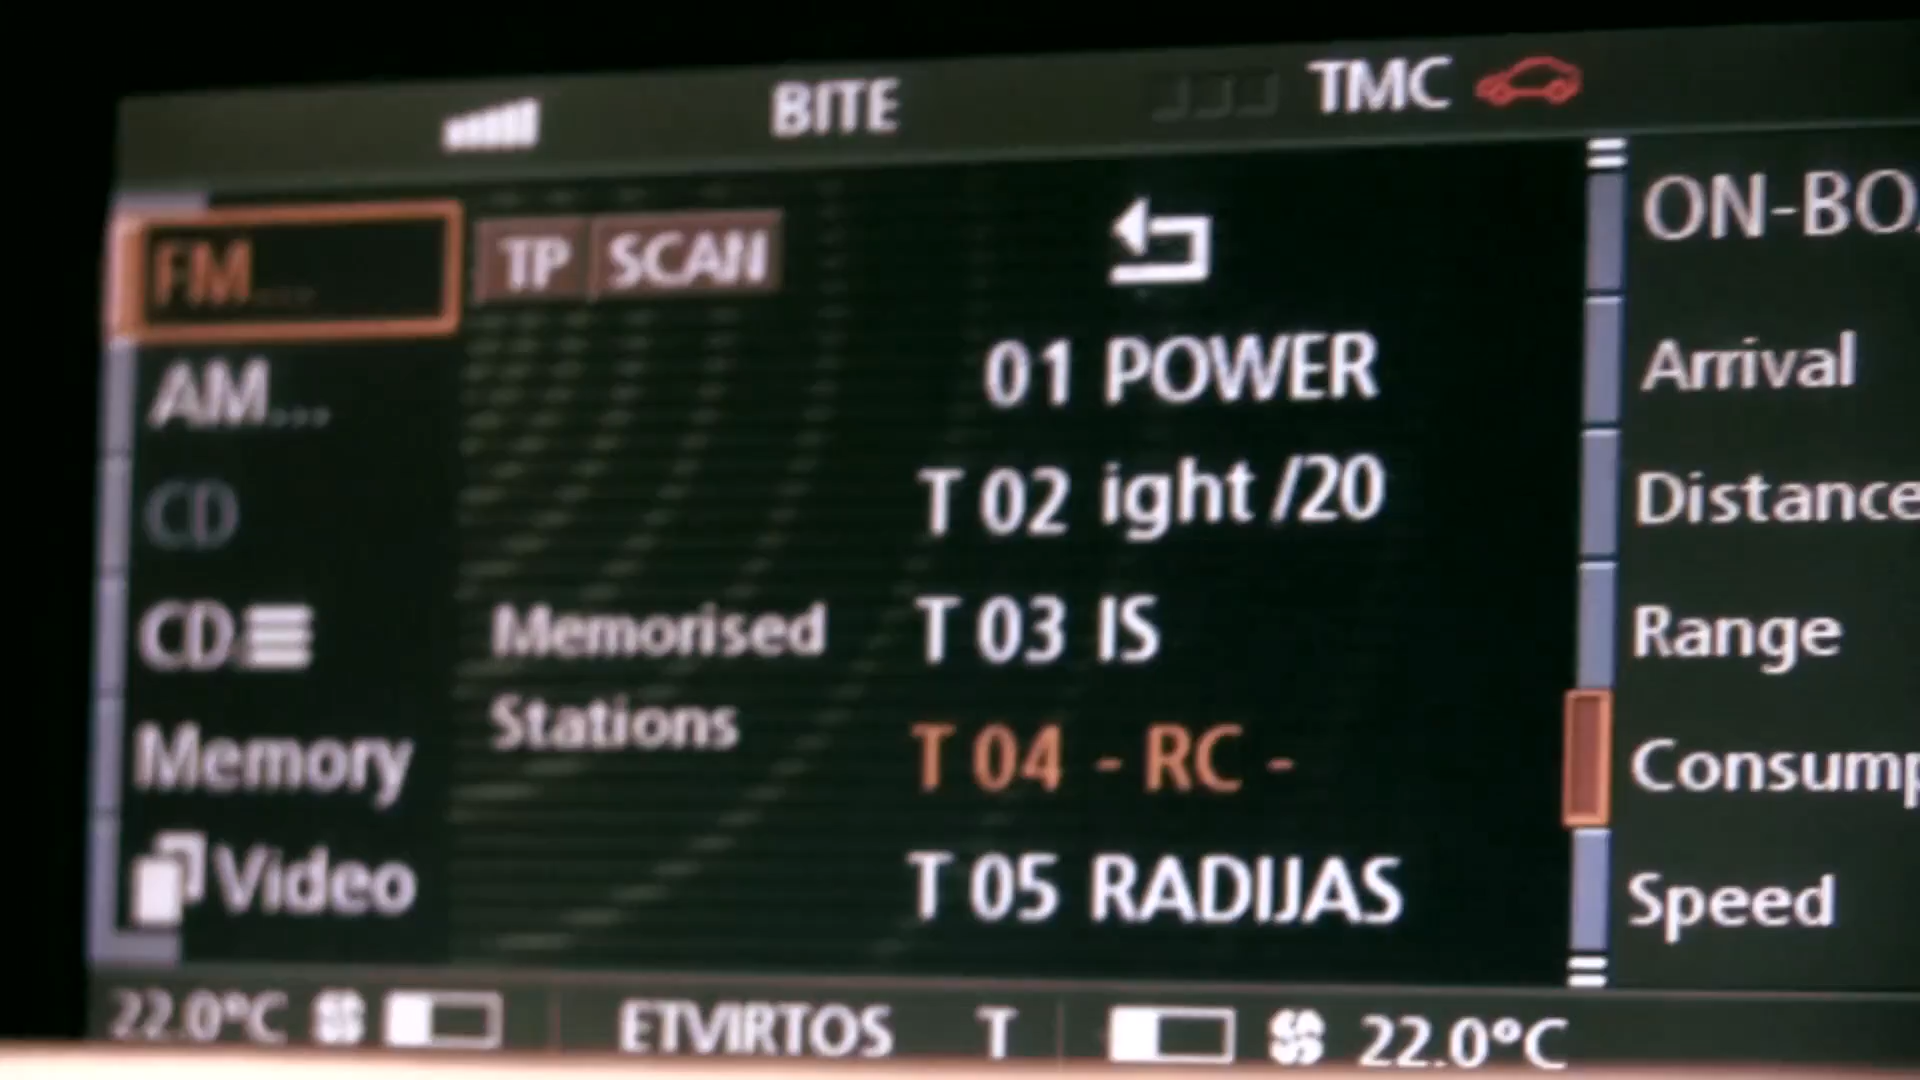 BITE TMC
FM...
AM...
CD
CD
Memory
Video
TP SCAN
Memorised
Stations
01 POWER
T 02 ight /20
T 03 IS
T 04 - RC -
T 05 RADIJAS
ON-BO
Arrival
Distance
Range
Consump
Speed
22.0°C ETVIRTOS T 22.0°C